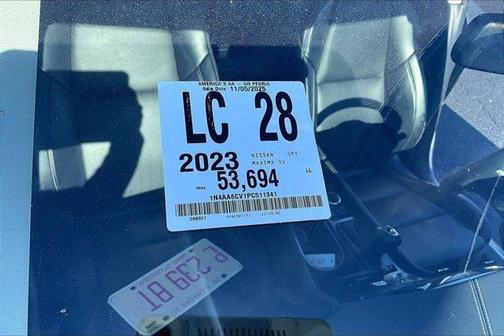 AMERICA'S AA - GR PEORIA
Sale Date 11/05/2025
LC 28
2023 NISSAN GRY
MAXIMA SV
Miles 53,694 LL
1N4AA6CV1PC511341
P 239 BT